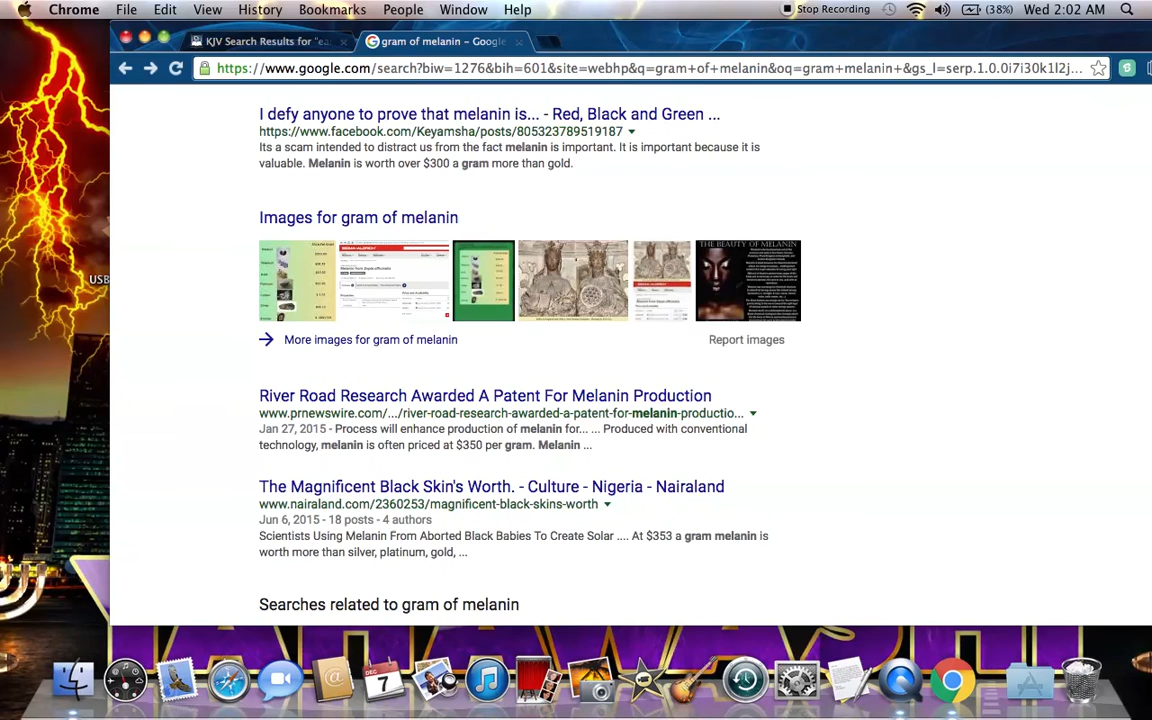 Chrome File Edit View History Bookmarks People Window Help Stop Recording (38%) Wed 2:02 AM
KJV Search Results for "ea
gram of melanin - Google
https://www.google.com/search?biw=1276&bih=601&site=webhp&q=gram+of+melanin&oq=gram+melanin+&gs_l=serp.1.0.0i7i30k1l2j...
I defy anyone to prove that melanin is... - Red, Black and Green ...
https://www.facebook.com/Keyamsha/posts/805323789519187
Its a scam intended to distract us from the fact melanin is important. It is important because it is
valuable. Melanin is worth over $300 a gram more than gold.
Images for gram of melanin
THE BEAUTY OF MELANIN
USB
More images for gram of melanin
Report images
River Road Research Awarded A Patent For Melanin Production
www.prnewswire.com/.../river-road-research-awarded-a-patent-for-melanin-productio...
Jan 27, 2015 - Process will enhance production of melanin for... ... Produced with conventional
technology, melanin is often priced at $350 per gram. Melanin ...
The Magnificent Black Skin's Worth. - Culture - Nigeria - Nairaland
www.nairaland.com/2360253/magnificent-black-skins-worth
Jun 6, 2015 - 18 posts - 4 authors
Scientists Using Melanin From Aborted Black Babies To Create Solar .... At $353 a gram melanin is
worth more than silver, platinum, gold, ...
Searches related to gram of melanin
DEC
7